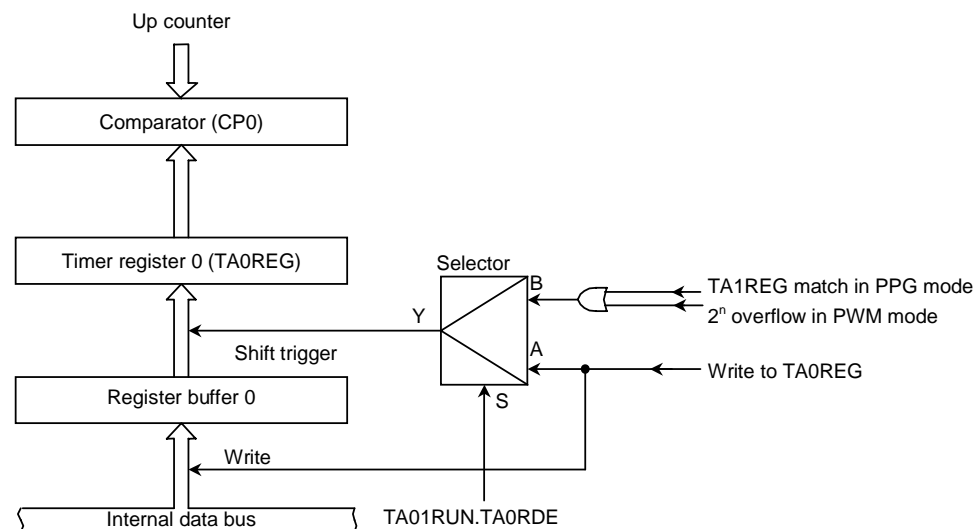 Up counter
Comparator (CP0)
Timer register 0 (TA0REG)
Selector
B
TA1REG match in PPG mode
2ⁿ overflow in PWM mode
Y
Shift trigger
A
Write to TA0REG
Register buffer 0
S
Write
Internal data bus
TA01RUN.TA0RDE